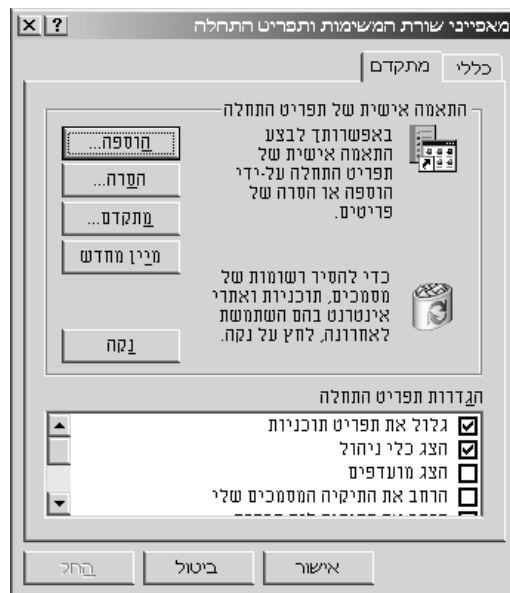 מאפייני שורת המשימות ותפריט התחלה
כללי
מתקדם
התאמה אישית של תפריט התחלה
באפשרותך לבצע
התאמה אישית של
תפריט התחלה על-ידי
הוספה או הסרה של
פריטים.
הוספה...
הסרה...
מתקדם...
מיין מחדש
כדי להסיר רשומות של
מסמכים, תוכניות ואתרי
אינטרנט בהם השתמשת
לאחרונה, לחץ על נקה.
נקה
הגדרות תפריט התחלה
גלול את תפריט תוכניות
הצג כלי ניהול
הצג מועדפים
הרחב את התיקיה המסמכים שלי
אישור
ביטול
החל